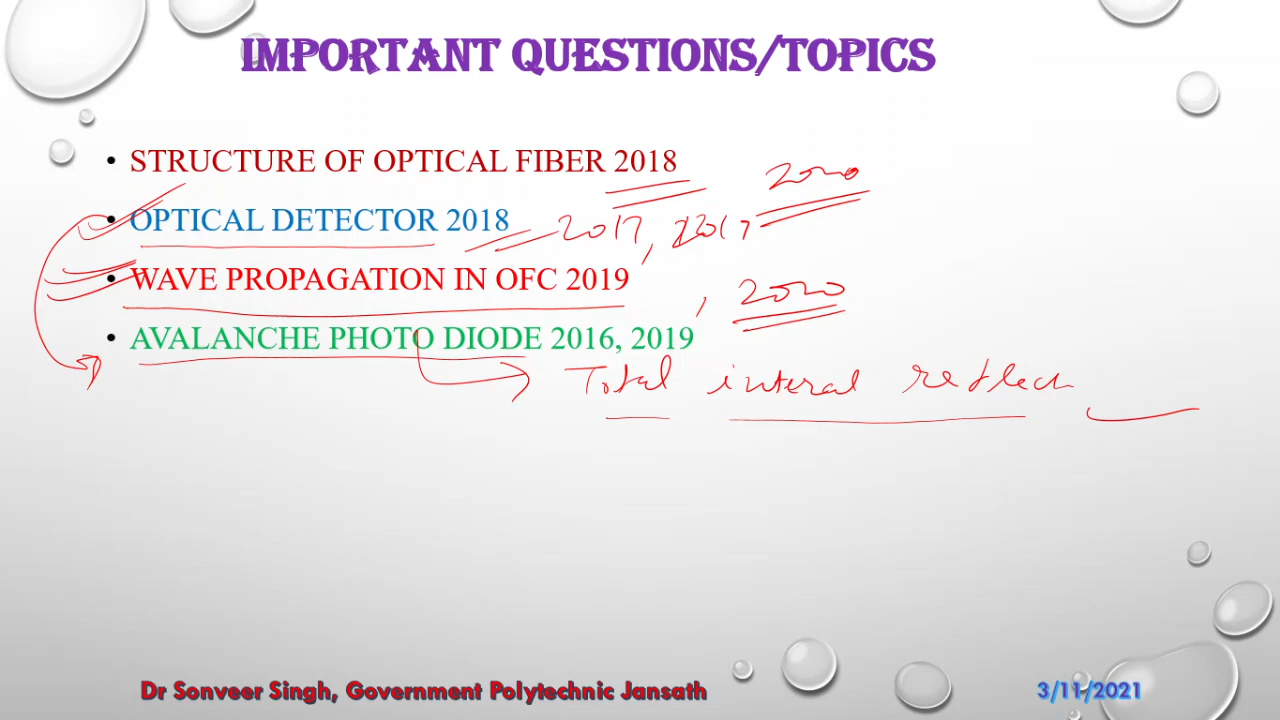 IMPORTANT QUESTIONS/TOPICS
• STRUCTURE OF OPTICAL FIBER 2018
2020
• OPTICAL DETECTOR 2018 2017, 2017
• WAVE PROPAGATION IN OFC 2019
, 2020
• AVALANCHE PHOTO DIODE 2016, 2019
Total interal reflect
Dr Sonveer Singh, Government Polytechnic Jansath
3/11/2021